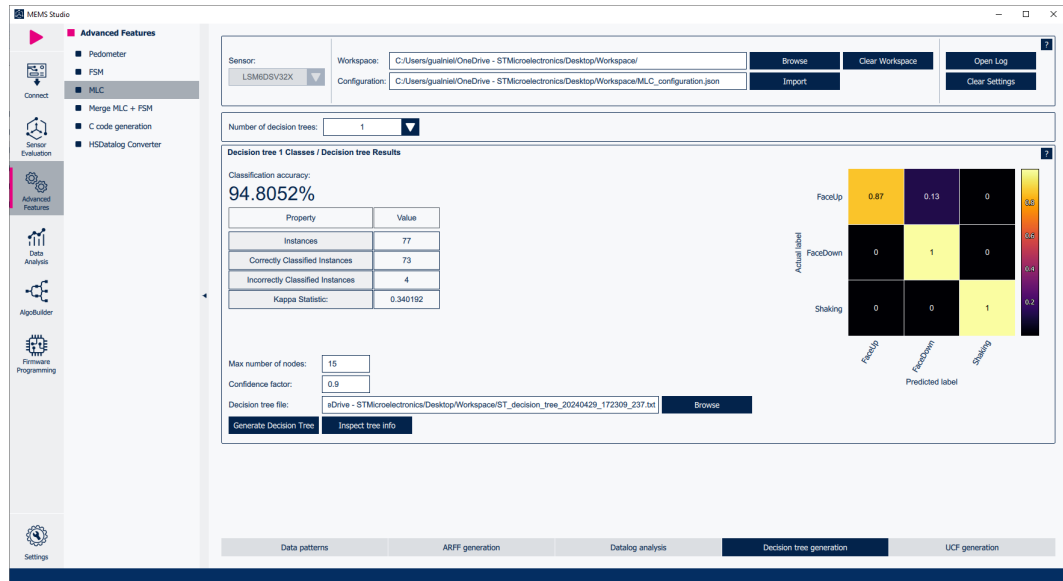 MEMS Studio
Advanced Features
Pedometer
FSM
MLC
Merge MLC + FSM
C code generation
HSDatalog Converter
Connect
Sensor
Evaluation
Advanced
Features
Data
Analysis
AlgoBuilder
Firmware
Programming
Settings
?
Sensor:
LSM6DSV32X
Workspace:
C:/Users/gualniel/OneDrive - STMicroelectronics/Desktop/Workspace/
Browse
Clear Workspace
Open Log
Configuration:
C:/Users/gualniel/OneDrive - STMicroelectronics/Desktop/Workspace/MLC_configuration.json
Import
Clear Settings
Number of decision trees:
1
Decision tree 1 Classes / Decision tree Results
?
Classification accuracy:
94.8052%
Property Value
Instances 77
Correctly Classified Instances 73
Incorrectly Classified Instances 4
Kappa Statistic: 0.340192
Actual label
FaceUp 0.87 0.13 0
FaceDown 0 1 0
Shaking 0 0 1
0.8
0.6
0.4
0.2
FaceUp
FaceDown
Shaking
Predicted label
Max number of nodes:
15
Confidence factor:
0.9
Decision tree file:
eDrive - STMicroelectronics/Desktop/Workspace/ST_decision_tree_20240429_172309_237.txt
Browse
Generate Decision Tree
Inspect tree info
Data patterns
ARFF generation
Datalog analysis
Decision tree generation
UCF generation